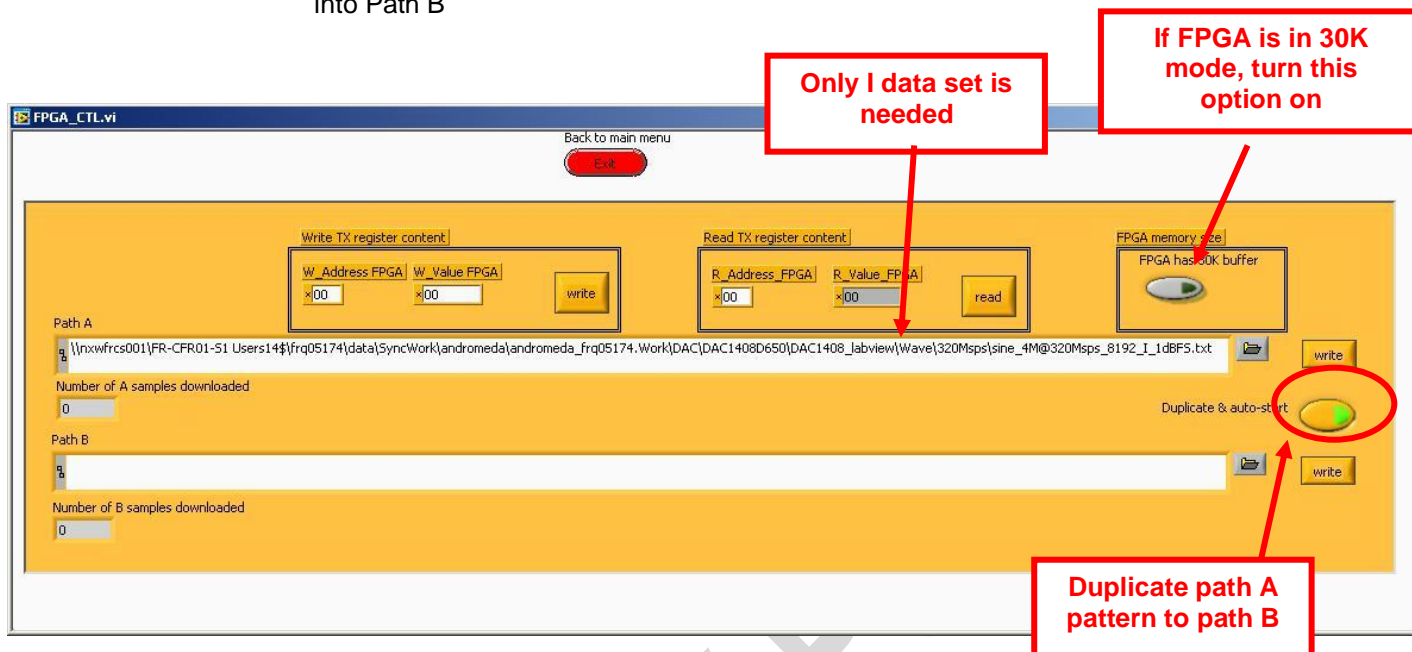 into Path B
If FPGA is in 30K
mode, turn this
option on
Only I data set is
needed
FPGA_CTL.vi
Back to main menu
Exit
Write TX register content
Read TX register content
FPGA memory size
W_Address FPGA W_Value FPGA
R_Address_FPGA R_Value_FPGA
FPGA has 30K buffer
×00 ×00 write
×00 ×00 read
Path A
\\nxwfrcs001\FR-CFR01-S1 Users14$\frq05174\data\SyncWork\andromeda\andromeda_frq05174.Work\DAC\DAC1408D650\DAC1408_labview\Wave\320Msps\sine_4M@320Msps_8192_I_1dBFS.txt
write
Number of A samples downloaded
0
Duplicate & auto-start
Path B
write
Number of B samples downloaded
0
Duplicate path A
pattern to path B